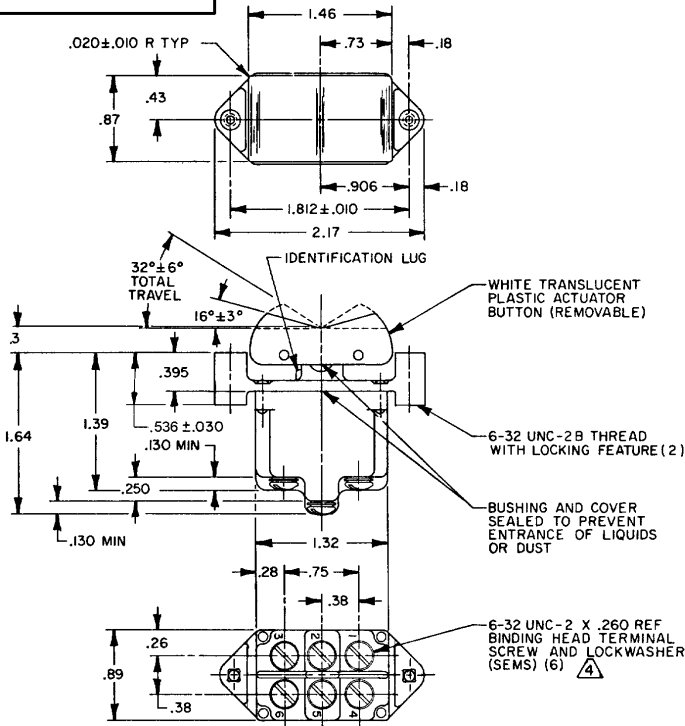 1.46
.020±.010 R TYP
.73
.18
.43
.87
.906
.18
1.812±.010
2.17
IDENTIFICATION LUG
32°±6°
TOTAL
TRAVEL
16°±3°
WHITE TRANSLUCENT
PLASTIC ACTUATOR
BUTTON (REMOVABLE)
.3
.395
1.64
1.39
.536±.030
.130 MIN
6-32 UNC-2B THREAD
WITH LOCKING FEATURE(2)
.250
.130 MIN
BUSHING AND COVER
SEALED TO PREVENT
ENTRANCE OF LIQUIDS
OR DUST
1.32
.28
.75
.38
6-32 UNC-2 X .260 REF
BINDING HEAD TERMINAL
SCREW AND LOCKWASHER
(SEMS) (6) 4
.26
.89
.38
3 2 1
6 5 4